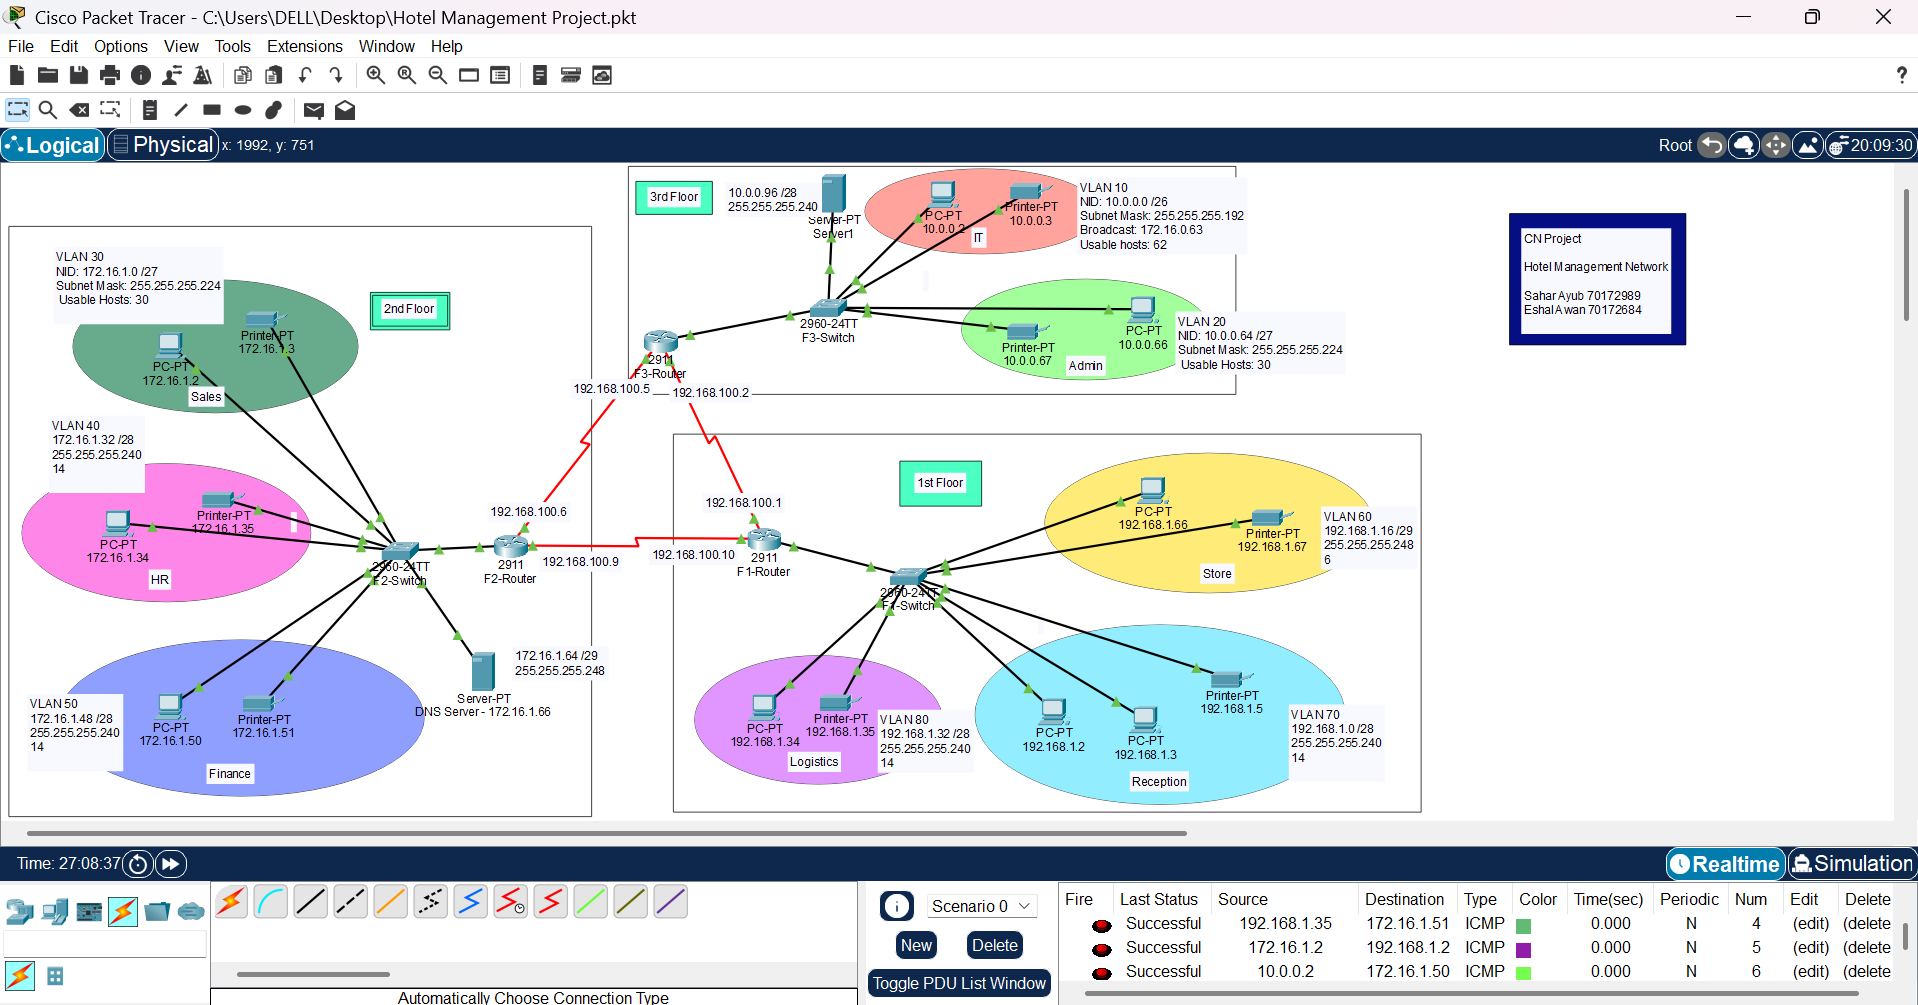 Cisco Packet Tracer - C:\Users\DELL\Desktop\Hotel Management Project.pkt
File Edit Options View Tools Extensions Window Help
?
Logical Physical x: 1992, y: 751
Root 20:09:30
3rd Floor
10.0.0.96 /28
255.255.255.240
Server-PT
Server1
PC-PT
10.0.0.2
Printer-PT
10.0.0.3
IT
VLAN 10
NID: 10.0.0.0 /26
Subnet Mask: 255.255.255.192
Broadcast: 172.16.0.63
Usable hosts: 62
2960-24TT
F3-Switch
PC-PT
10.0.0.66
Printer-PT
10.0.0.67
Admin
VLAN 20
NID: 10.0.0.64 /27
Subnet Mask: 255.255.255.224
Usable Hosts: 30
2911
F3-Router
192.168.100.5
192.168.100.2
CN Project
Hotel Management Network
Sahar Ayub 70172989
Eshal Awan 70172684
VLAN 30
NID: 172.16.1.0 /27
Subnet Mask: 255.255.255.224
Usable Hosts: 30
2nd Floor
Printer-PT
172.16.1.3
PC-PT
172.16.1.2
Sales
VLAN 40
172.16.1.32 /28
255.255.255.240
14
Printer-PT
172.16.1.35
PC-PT
172.16.1.34
HR
2960-24TT
F2-Switch
192.168.100.6
2911
F2-Router
192.168.100.9
172.16.1.64 /29
255.255.255.248
Server-PT
DNS Server - 172.16.1.66
VLAN 50
172.16.1.48 /28
255.255.255.240
14
PC-PT
172.16.1.50
Printer-PT
172.16.1.51
Finance
1st Floor
192.168.100.1
192.168.100.10
2911
F1-Router
2960-24TT
F1-Switch
PC-PT
192.168.1.66
Printer-PT
192.168.1.67
Store
VLAN 60
192.168.1.16 /29
255.255.255.248
6
PC-PT
192.168.1.34
Printer-PT
192.168.1.35
Logistics
VLAN 80
192.168.1.32 /28
255.255.255.240
14
PC-PT
192.168.1.2
PC-PT
192.168.1.3
Printer-PT
192.168.1.5
Reception
VLAN 70
192.168.1.0 /28
255.255.255.240
14
Time: 27:08:37
Realtime Simulation
Automatically Choose Connection Type
Scenario 0
New Delete
Toggle PDU List Window
Fire Last Status Source Destination Type Color Time(sec) Periodic Num Edit Delete
Successful 192.168.1.35 172.16.1.51 ICMP 0.000 N 4 (edit) (delete
Successful 172.16.1.2 192.168.1.2 ICMP 0.000 N 5 (edit) (delete
Successful 10.0.0.2 172.16.1.50 ICMP 0.000 N 6 (edit) (delete